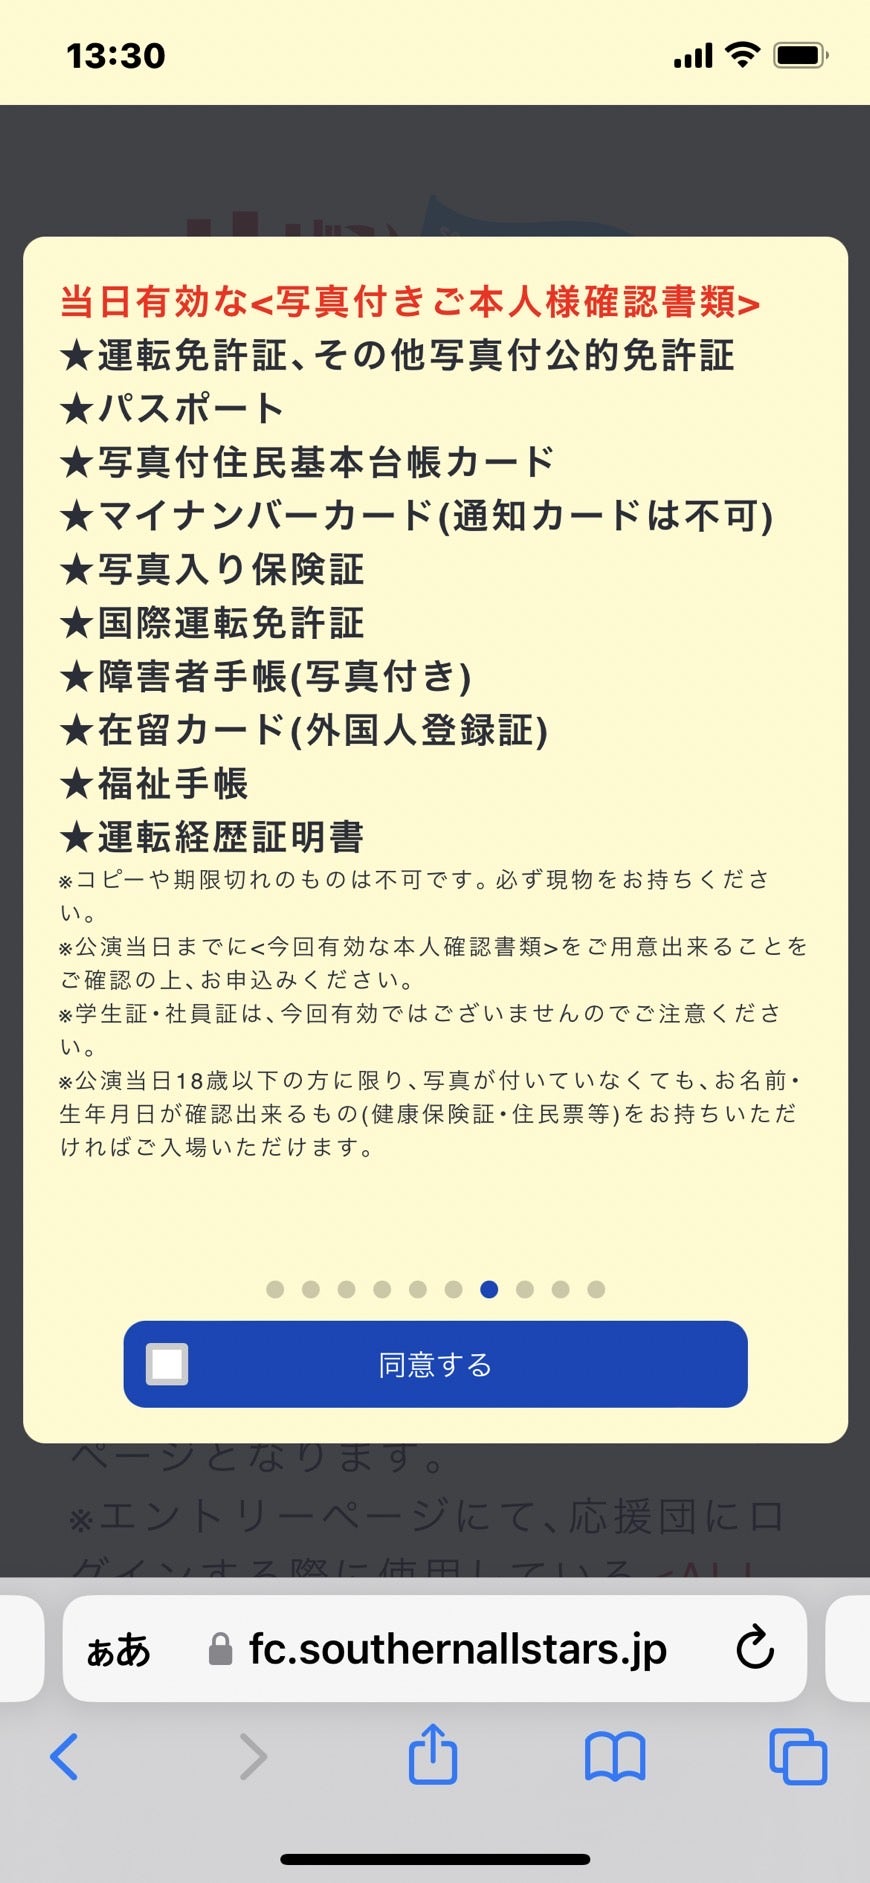 13:30
当日有効な<写真付きご本人様確認書類>
★運転免許証、その他写真付公的免許証
★パスポート
★写真付住民基本台帳カード
★マイナンバーカード(通知カードは不可)
★写真入り保険証
★国際運転免許証
★障害者手帳(写真付き)
★在留カード(外国人登録証)
★福祉手帳
★運転経歴証明書
※コピーや期限切れのものは不可です。必ず現物をお持ちくださ
い。
※公演当日までに<今回有効な本人確認書類>をご用意出来ることを
ご確認の上、お申込みください。
※学生証・社員証は、今回有効ではございませんのでご注意くださ
い。
※公演当日18歳以下の方に限り、写真が付いていなくても、お名前・
生年月日が確認出来るもの(健康保険証・住民票等)をお持ちいただ
ければご入場いただけます。
同意する
ページとなります。
※エントリーページにて、応援団にロ
グインする際に使用している<ALL
ぁあ fc.southernallstars.jp